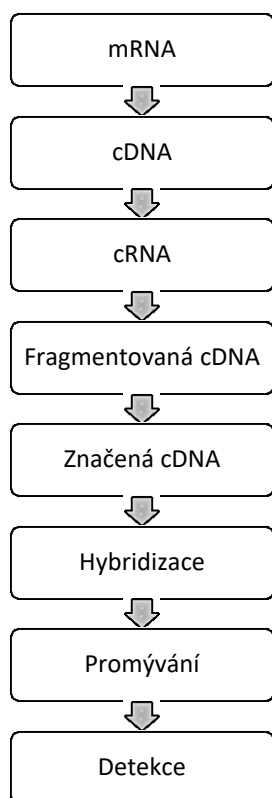 mRNA
cDNA
cRNA
Fragmentovaná cDNA
Značená cDNA
Hybridizace
Promývání
Detekce